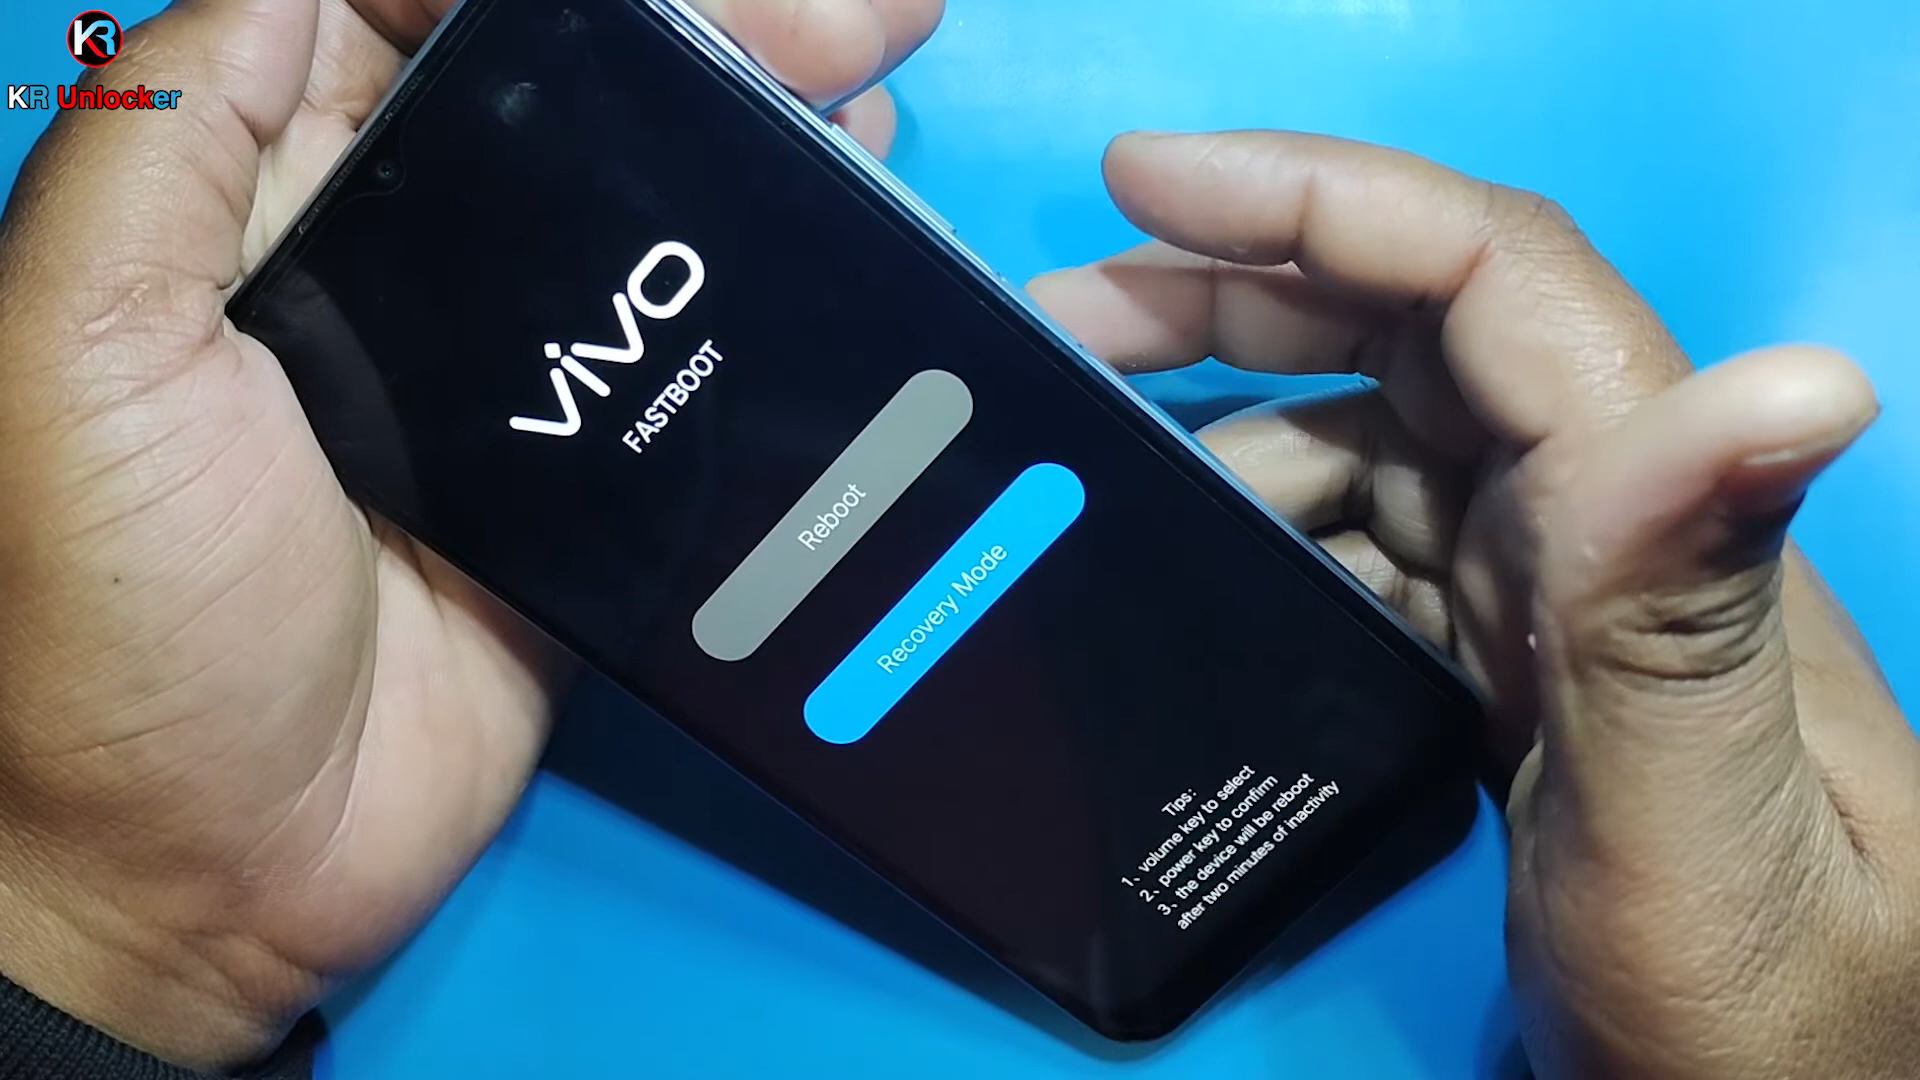 KR
KR Unlocker
vivo
FASTBOOT
Reboot
Recovery Mode
Tips:
1、volume key to select
2、power key to confirm
3、the device will be reboot
after two minutes of inactivity